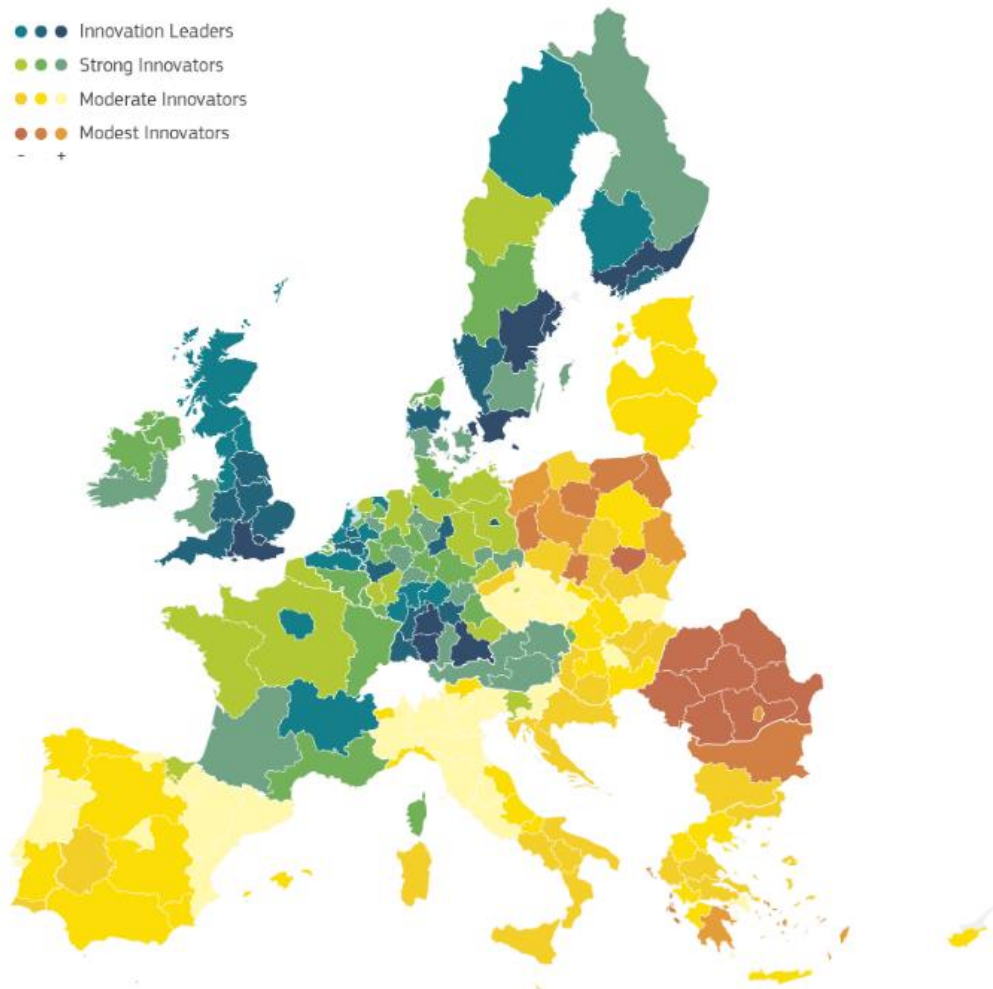 Innovation Leaders
Strong Innovators
Moderate Innovators
Modest Innovators
- +